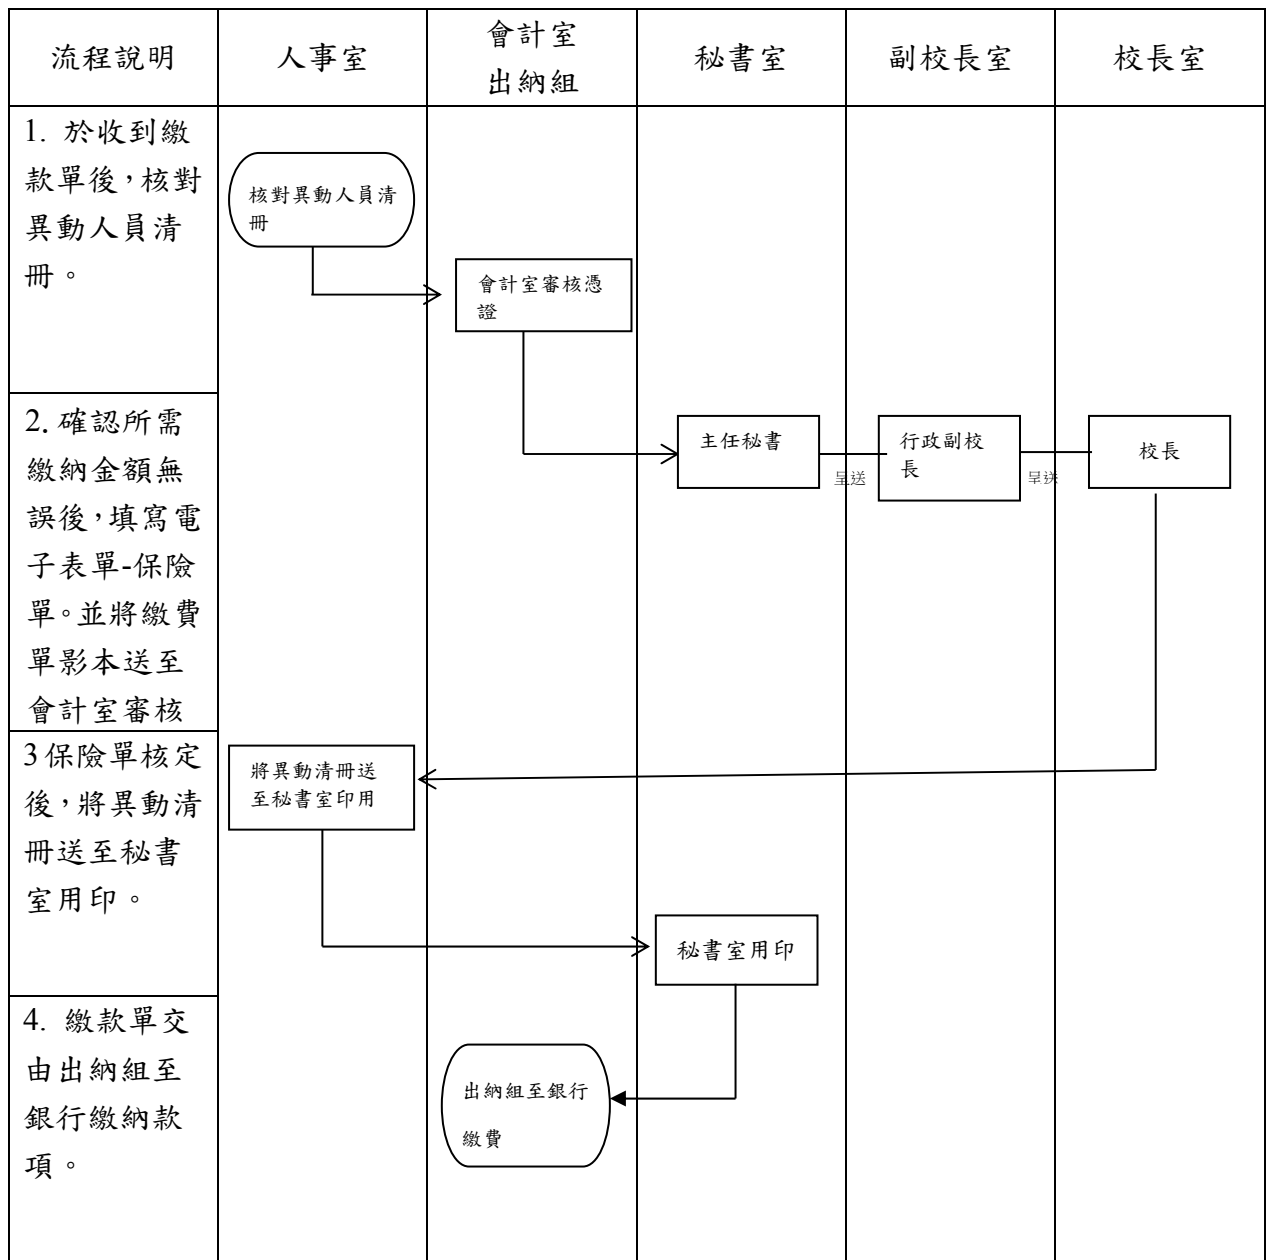 流程說明
人事室
會計室
出納組
秘書室
副校長室
校長室
1. 於收到繳
款單後，核對
異動人員清
冊。
核對異動人員清
冊
會計室審核憑
證
2. 確認所需
繳納金額無
誤後，填寫電
子表單-保險
單。並將繳費
單影本送至
會計室審核
主任秘書
呈送
行政副校
長
呈送
校長
3保險單核定
後，將異動清
冊送至秘書
室用印。
將異動清冊送
至秘書室印用
秘書室用印
4. 繳款單交
由出納組至
銀行繳納款
項。
出納組至銀行
繳費